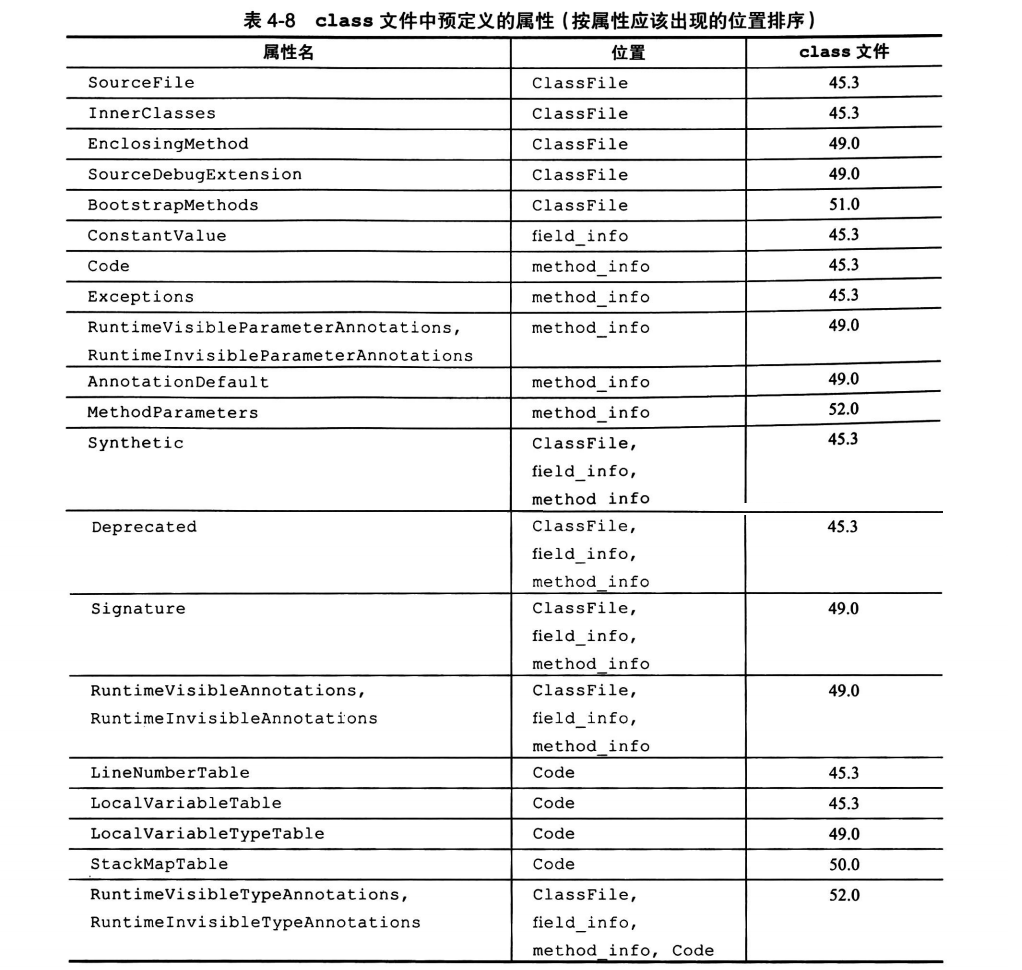 表 4-8 class 文件中预定义的属性（按属性应该出现的位置排序）
属性名 位置 class 文件
SourceFile ClassFile 45.3
InnerClasses ClassFile 45.3
EnclosingMethod ClassFile 49.0
SourceDebugExtension ClassFile 49.0
BootstrapMethods ClassFile 51.0
ConstantValue field_info 45.3
Code method_info 45.3
Exceptions method_info 45.3
RuntimeVisibleParameterAnnotations, method_info 49.0
RuntimeInvisibleParameterAnnotations
AnnotationDefault method_info 49.0
MethodParameters method_info 52.0
Synthetic ClassFile, 45.3
field_info,
method info
Deprecated ClassFile, 45.3
field_info,
method_info
Signature ClassFile, 49.0
field_info,
method_info
RuntimeVisibleAnnotations, ClassFile, 49.0
RuntimeInvisibleAnnotations field_info,
method_info
LineNumberTable Code 45.3
LocalVariableTable Code 45.3
LocalVariableTypeTable Code 49.0
StackMapTable Code 50.0
RuntimeVisibleTypeAnnotations, ClassFile, 52.0
RuntimeInvisibleTypeAnnotations field_info,
method_info, Code